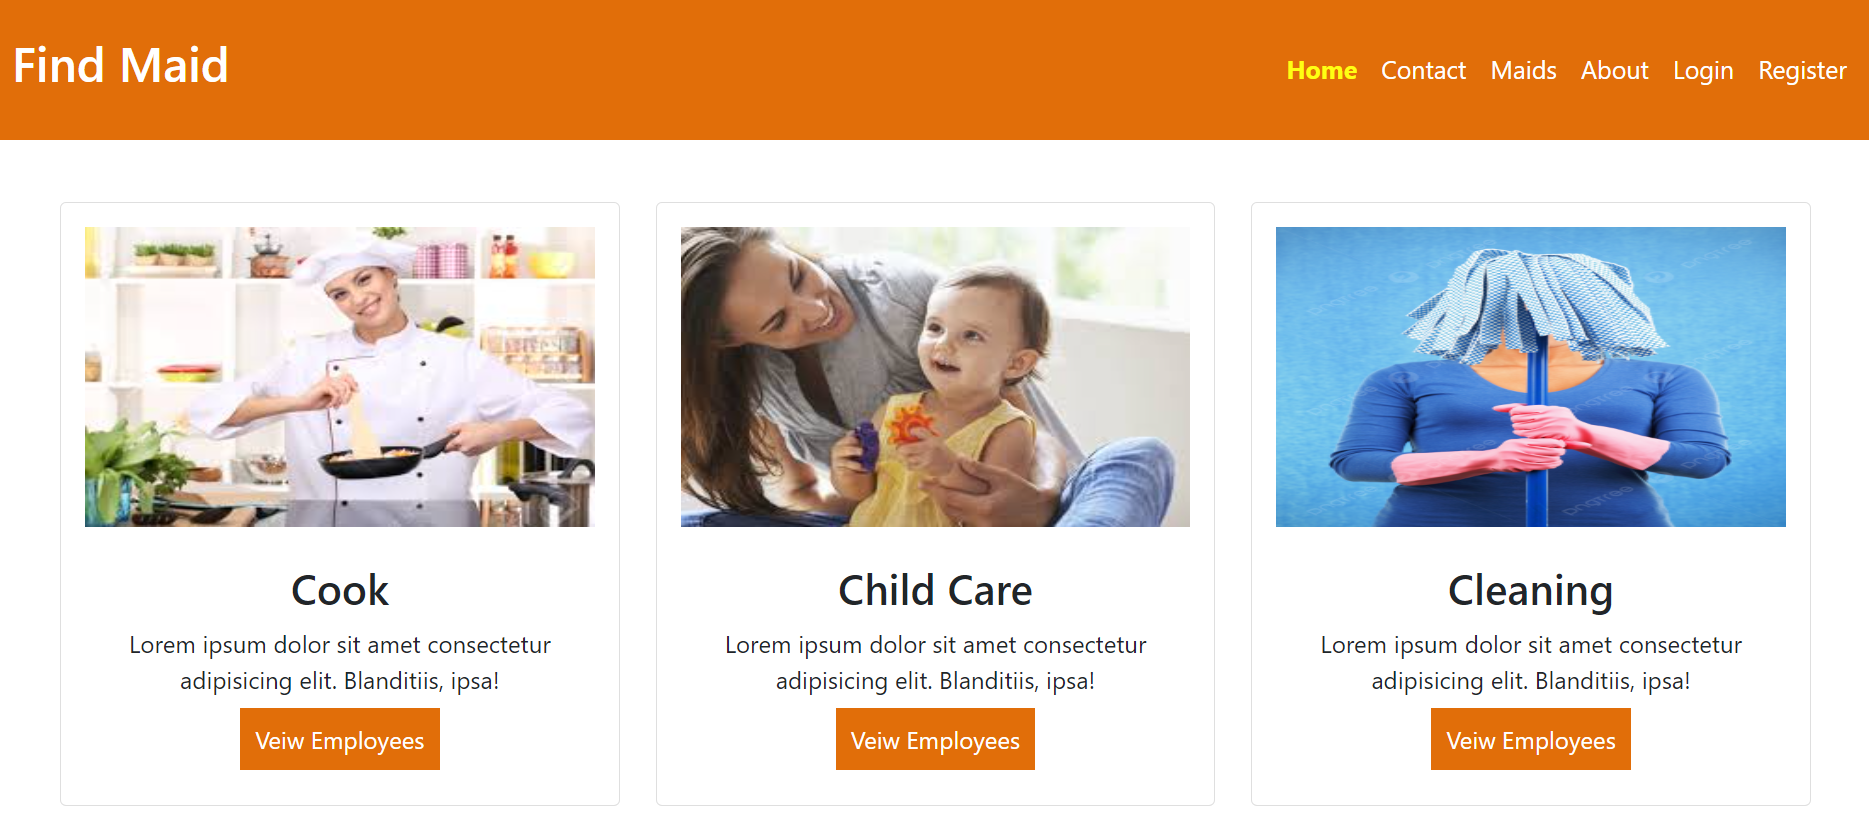 Find Maid
Home Contact Maids About Login Register
Cook
Lorem ipsum dolor sit amet consectetur
adipisicing elit. Blanditiis, ipsa!
Veiw Employees
Child Care
Lorem ipsum dolor sit amet consectetur
adipisicing elit. Blanditiis, ipsa!
Veiw Employees
pngtree
Cleaning
Lorem ipsum dolor sit amet consectetur
adipisicing elit. Blanditiis, ipsa!
Veiw Employees